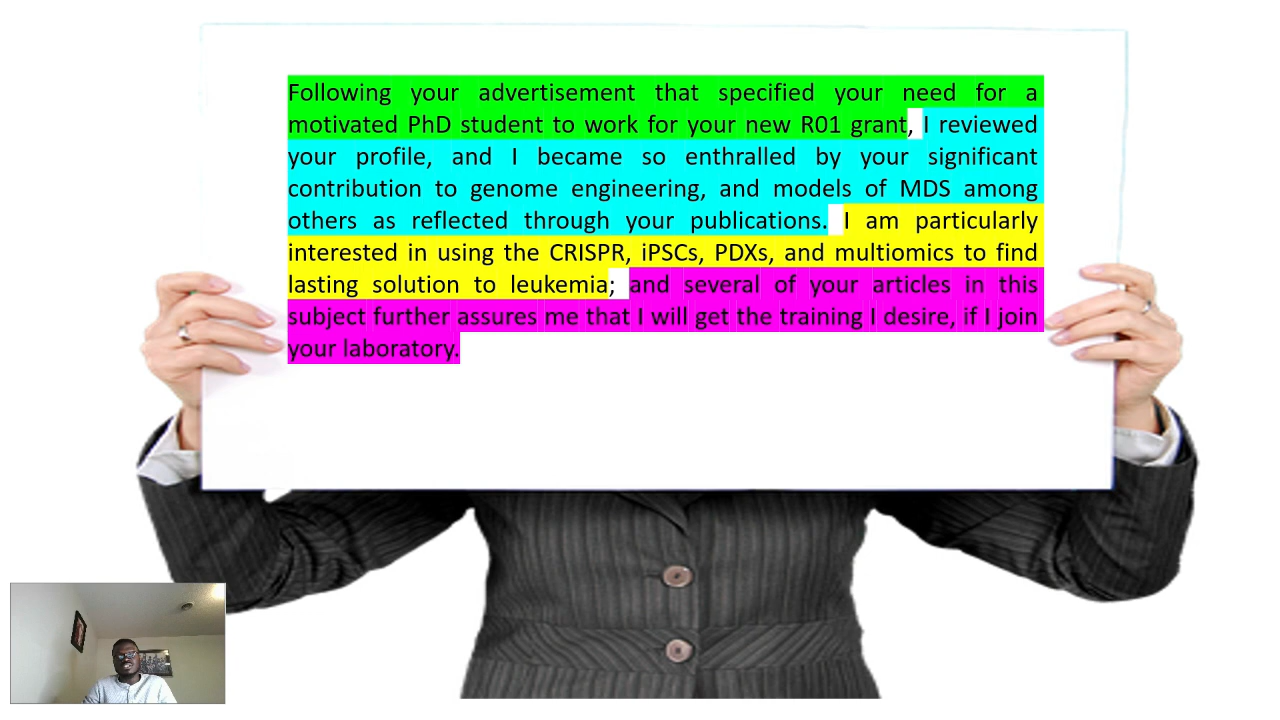 Following your advertisement that specified your need for a
motivated PhD student to work for your new R01 grant, I reviewed
your profile, and I became so enthralled by your significant
contribution to genome engineering, and models of MDS among
others as reflected through your publications. I am particularly
interested in using the CRISPR, iPSCs, PDXs, and multiomics to find
lasting solution to leukemia; and several of your articles in this
subject further assures me that I will get the training I desire, if I join
your laboratory.